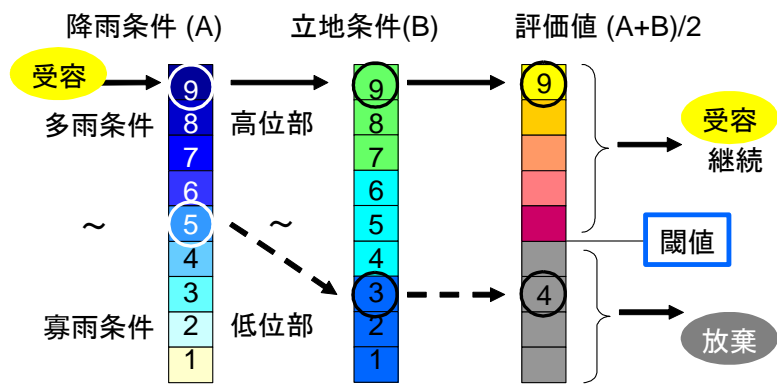 降雨条件 (A) 立地条件(B) 評価値 (A+B)/2
受容 9 9 9
多雨条件 8 高位部 8 受容
7 7 継続
6 6
～ 5 ～ 5
4 4 閾値
3 3 4
寡雨条件 2 低位部 2 放棄
1 1